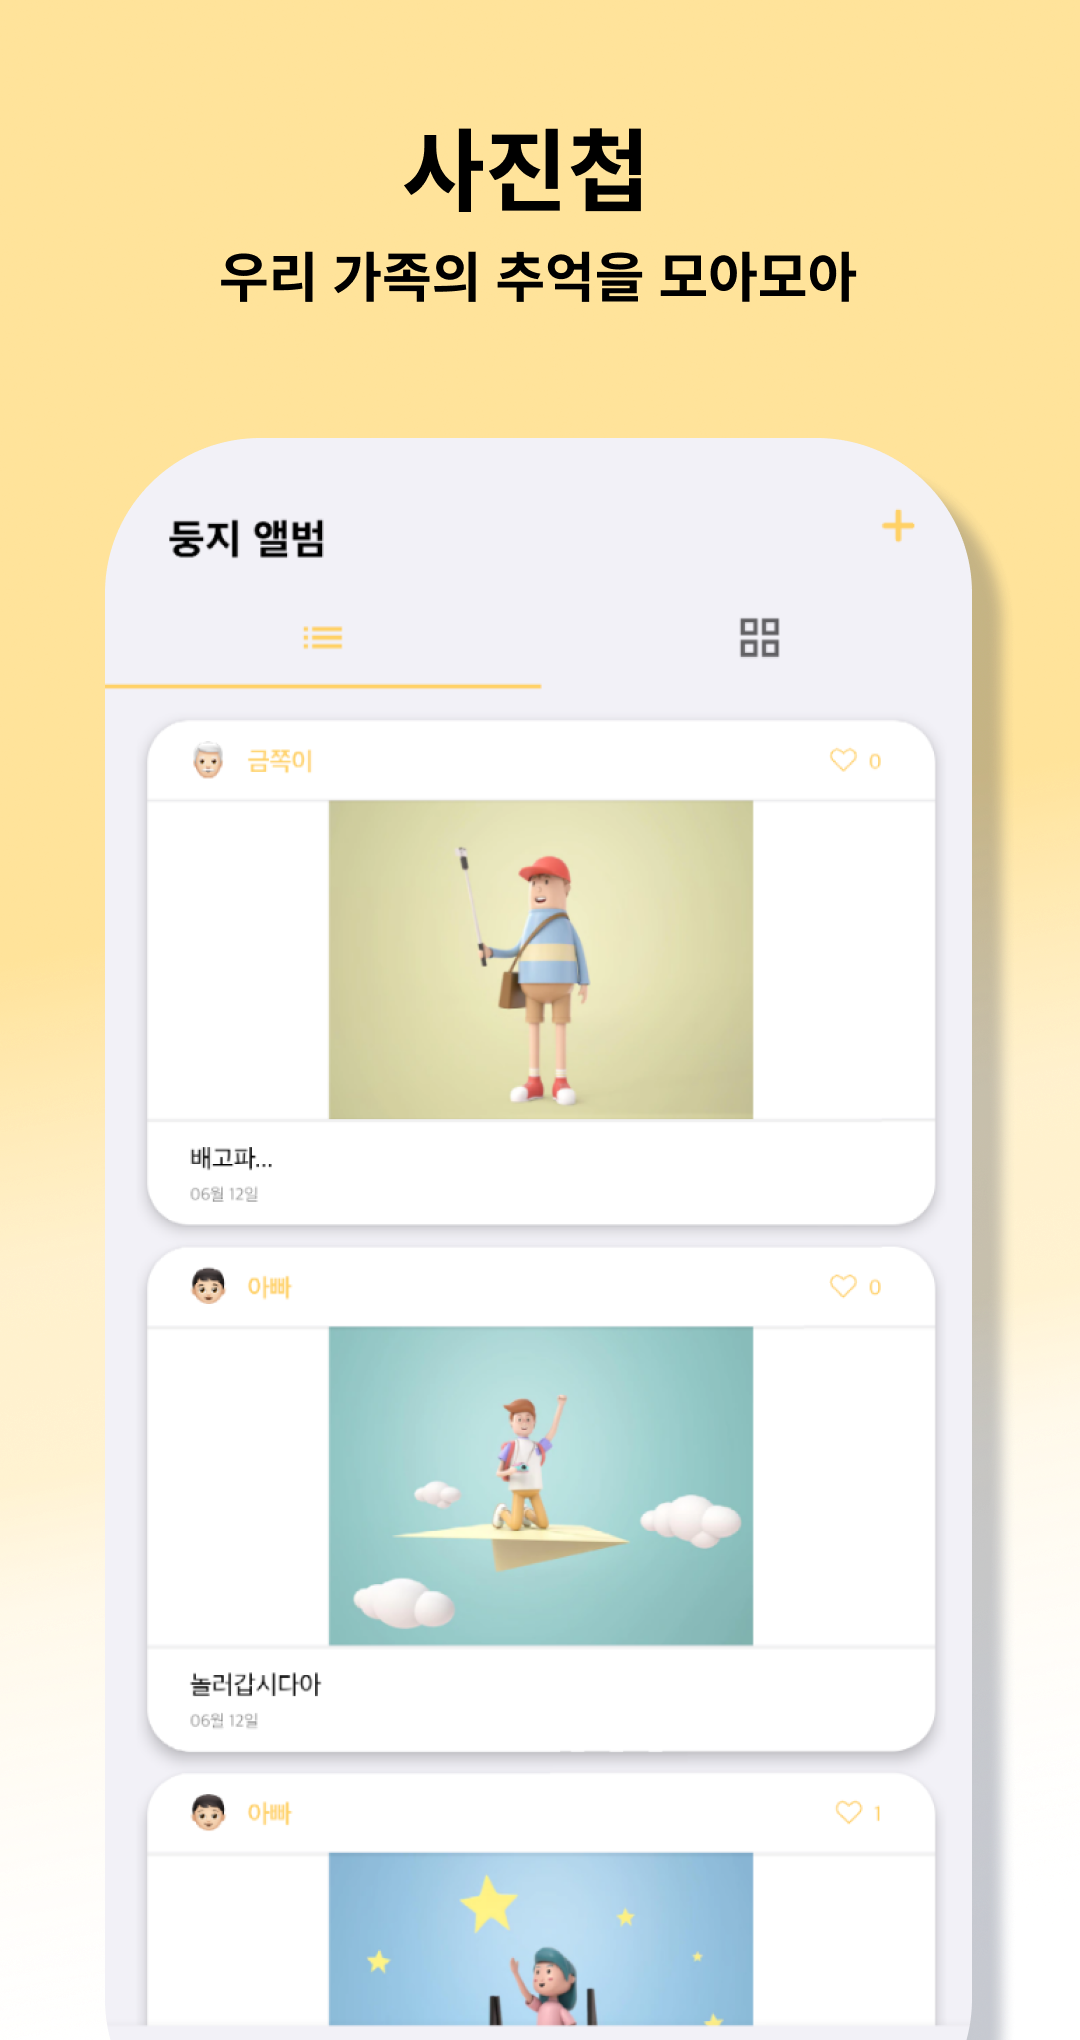 사진첩
우리 가족의 추억을 모아모아
둥지 앨범
금쪽이 0
배고파...
06월 12일
아빠 0
놀러갑시다아
06월 12일
아빠 1